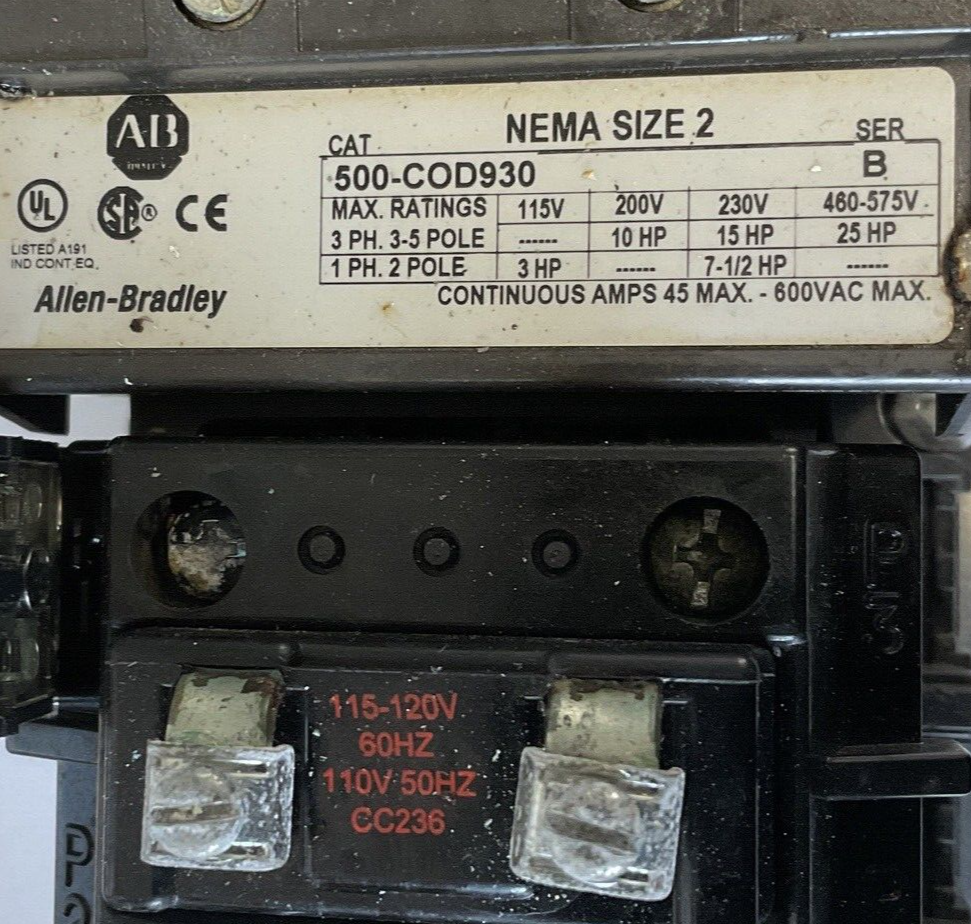 AB
QUALITY
NEMA SIZE 2
CAT
SER
500-COD930
B
MAX. RATINGS 115V 200V 230V 460-575V
3 PH. 3-5 POLE ------ 10 HP 15 HP 25 HP
1 PH. 2 POLE 3 HP ------ 7-1/2 HP ------
CONTINUOUS AMPS 45 MAX. - 600VAC MAX.
UL
SA®
CE
LISTED A191
IND CONT EQ.
Allen-Bradley
115-120V
60HZ
110V 50HZ
CC236